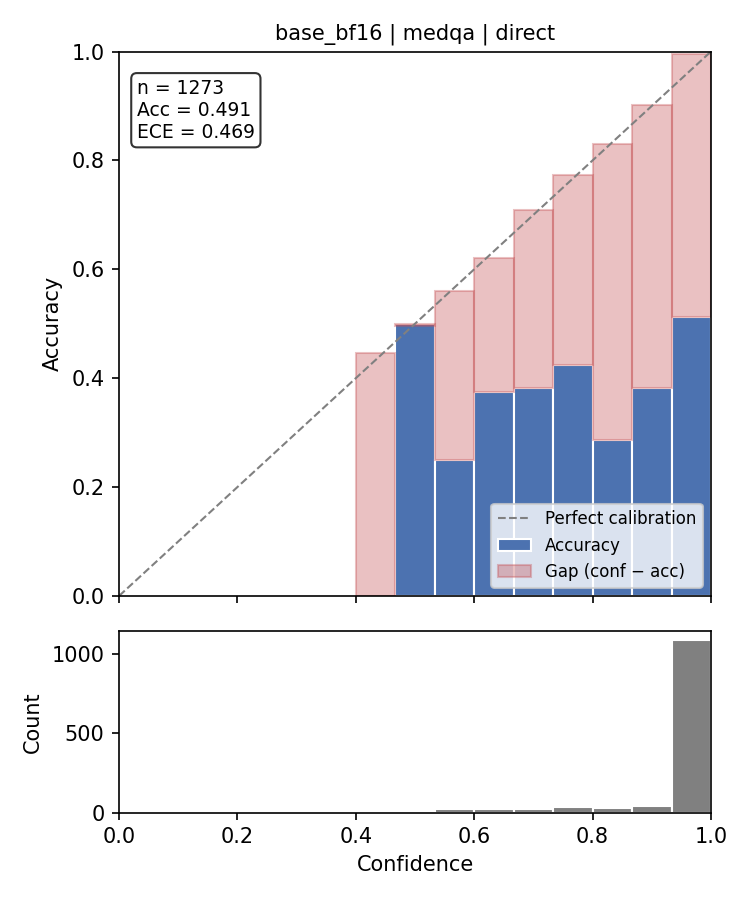 base_bf16 | medqa | direct
n = 1273
Acc = 0.491
ECE = 0.469
1.0
0.8
0.6
0.4
0.2
0.0
Accuracy
Perfect calibration
Accuracy
Gap (conf − acc)
1000
500
0
Count
0.0 0.2 0.4 0.6 0.8 1.0
Confidence